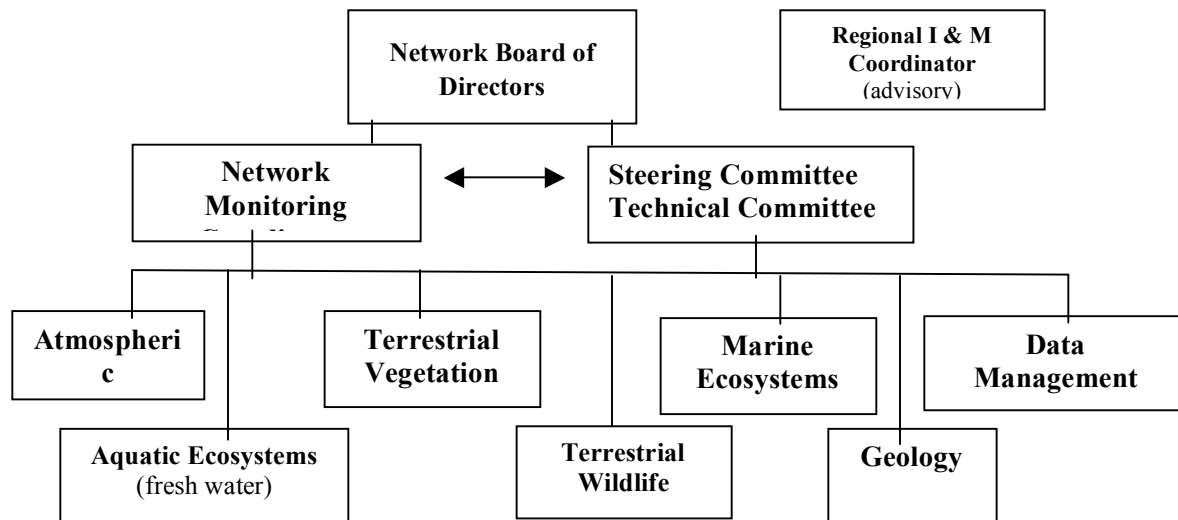 Network Board of
Directors
Regional I & M
Coordinator
(advisory)
Network
Monitoring
Steering Committee
Technical Committee
Atmospheri
c
Terrestrial
Vegetation
Marine
Ecosystems
Data
Management
Aquatic Ecosystems
(fresh water)
Terrestrial
Wildlife
Geology